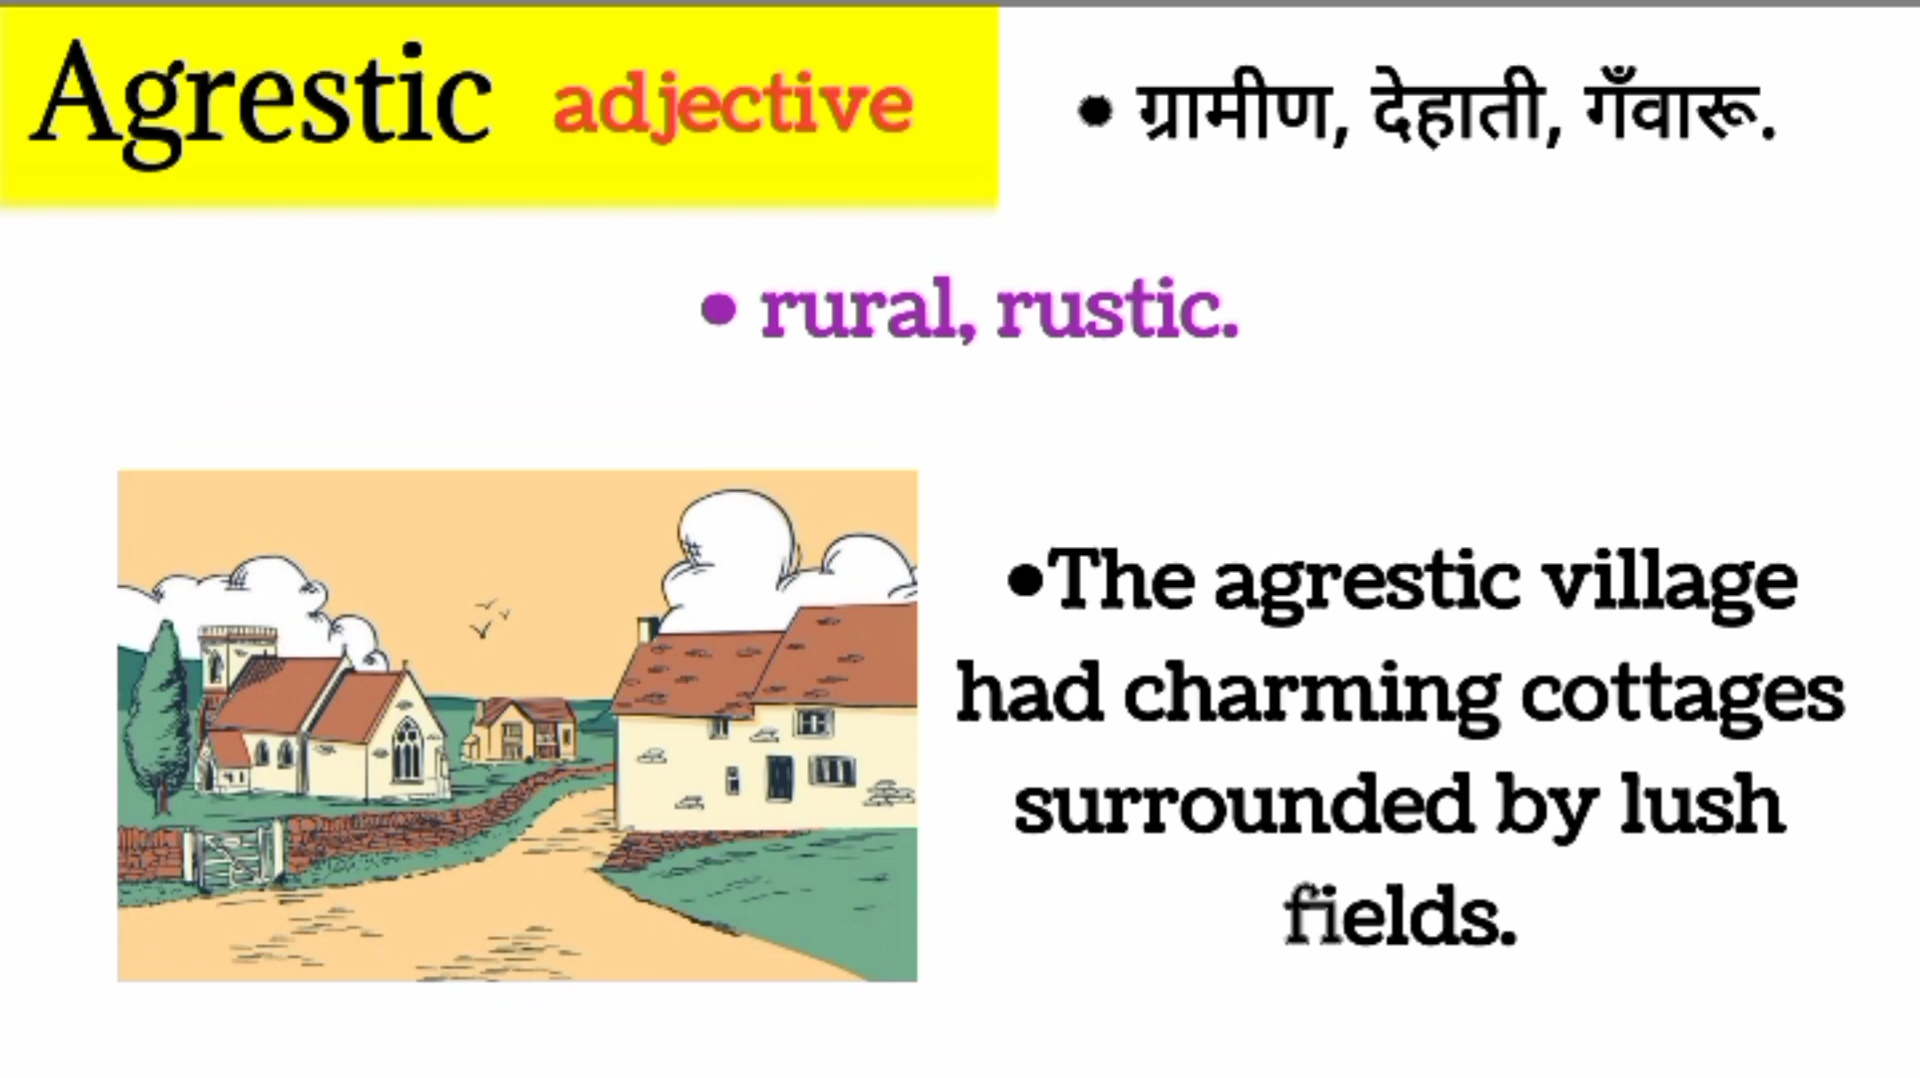 Agrestic adjective
• ग्रामीण, देहाती, गँवारू.
• rural, rustic.
•The agrestic village
had charming cottages
surrounded by lush
fields.